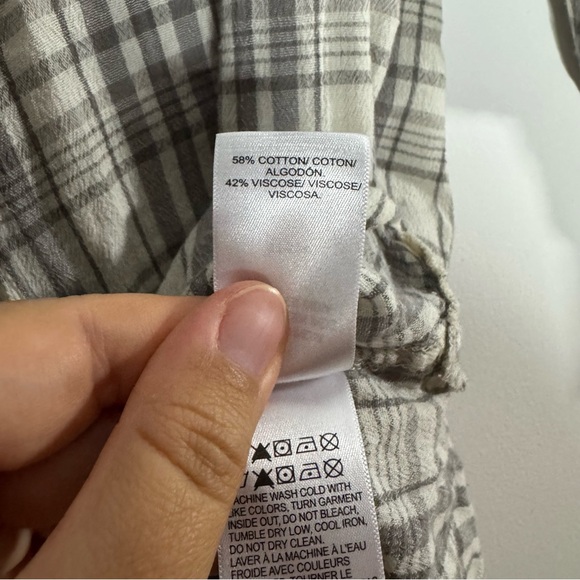 58% COTTON/ COTON/
ALGODÓN.
42% VISCOSE/ VISCOSE/
VISCOSA.
MACHINE WASH COLD WITH
LIKE COLORS, TURN GARMENT
INSIDE OUT, DO NOT BLEACH,
TUMBLE DRY LOW, COOL IRON,
DO NOT DRY CLEAN.
LAVER À LA MACHINE À L'EAU
FROIDE AVEC COULEURS